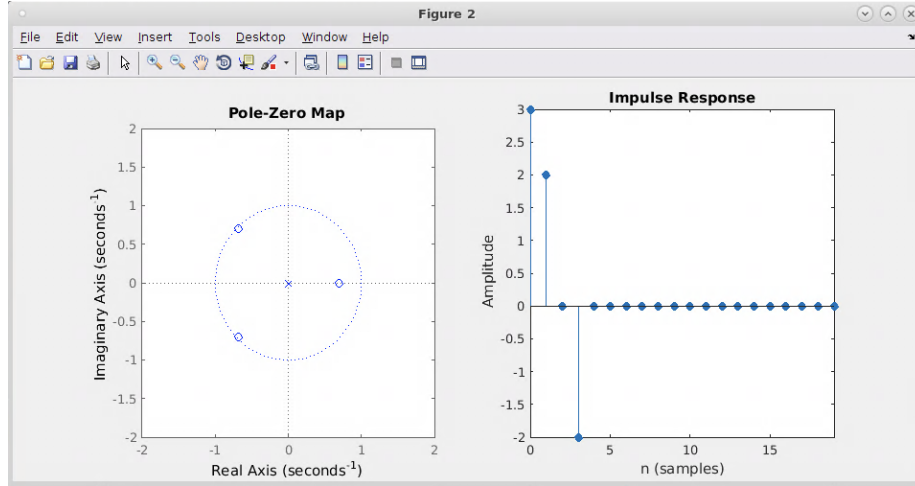 Figure 2
File Edit View Insert Tools Desktop Window Help
Pole-Zero Map
2
1.5
1
0.5
0
-0.5
-1
-1.5
-2
-2 -1 0 1 2
Imaginary Axis (seconds⁻¹)
Real Axis (seconds⁻¹)
Impulse Response
3
2.5
2
1.5
1
0.5
0
-0.5
-1
-1.5
-2
0 5 10 15
Amplitude
n (samples)